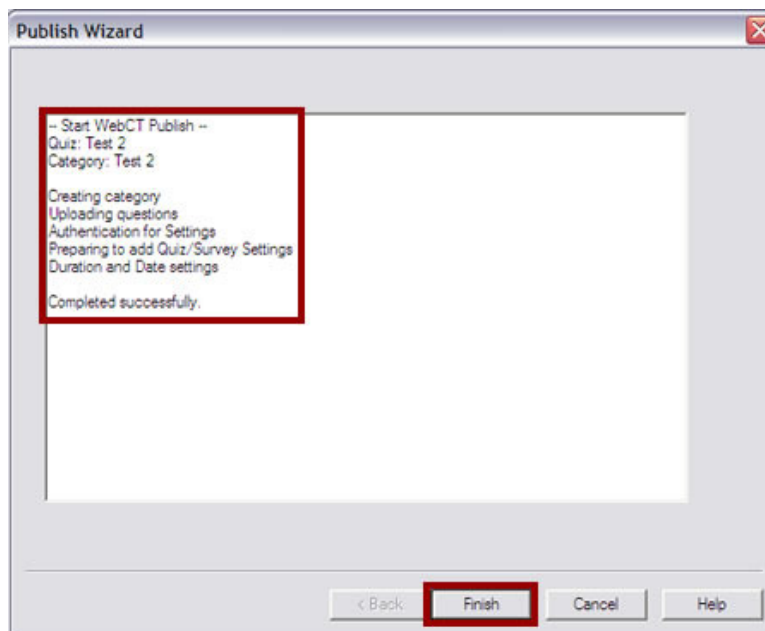 Publish Wizard
-- Start WebCT Publish --
Quiz: Test 2
Category: Test 2
Creating category
Uploading questions
Authentication for Settings
Preparing to add Quiz/Survey Settings
Duration and Date settings
Completed successfully.
< Back Finish Cancel Help